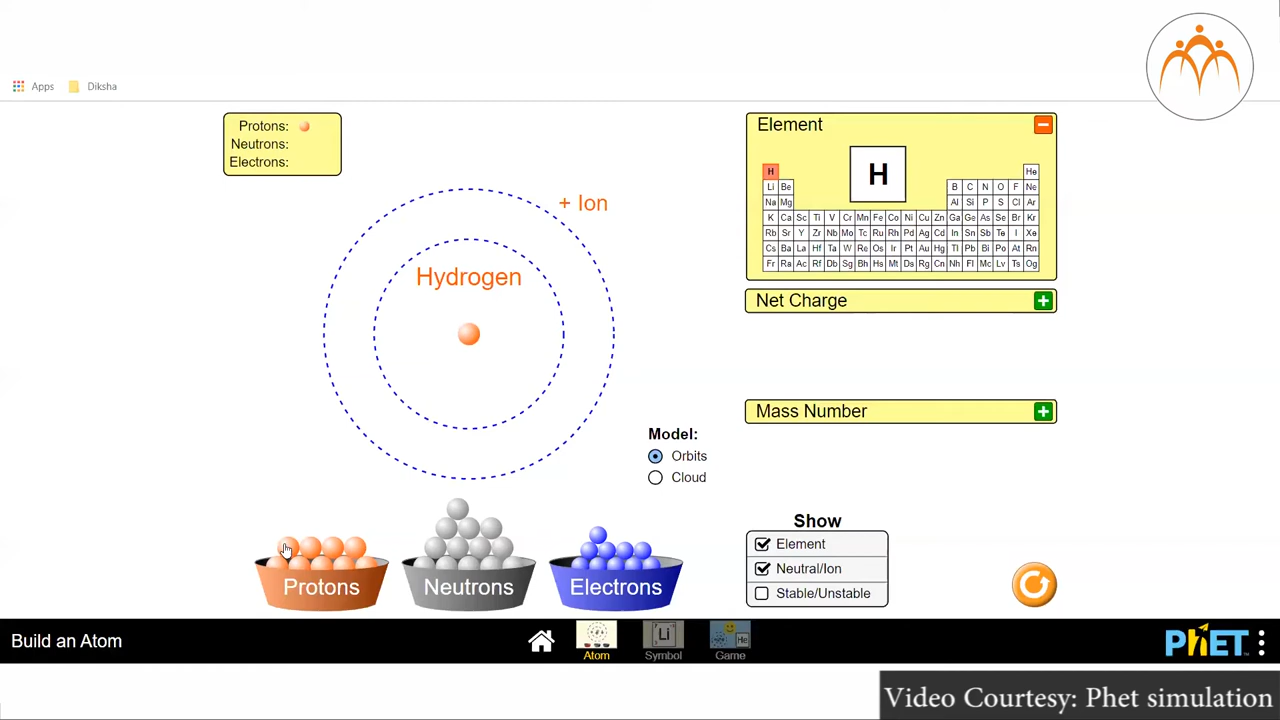 Apps
Diksha
Protons:
Neutrons:
Electrons:
+ Ion
Hydrogen
Element
H
H He
Li Be B C N O F Ne
Na Mg Al Si P S Cl Ar
K Ca Sc Ti V Cr Mn Fe Co Ni Cu Zn Ga Ge As Se Br Kr
Rb Sr Y Zr Nb Mo Tc Ru Rh Pd Ag Cd In Sn Sb Te I Xe
Cs Ba La Hf Ta W Re Os Ir Pt Au Hg Tl Pb Bi Po At Rn
Fr Ra Ac Rf Db Sg Bh Hs Mt Ds Rg Cn Nh Fl Mc Lv Ts Og
Net Charge
Mass Number
Model:
Orbits
Cloud
Protons
Neutrons
Electrons
Show
Element
Neutral/Ion
Stable/Unstable
Build an Atom
Atom
Li
Symbol
He
Game
PhET
Video Courtesy: Phet simulation